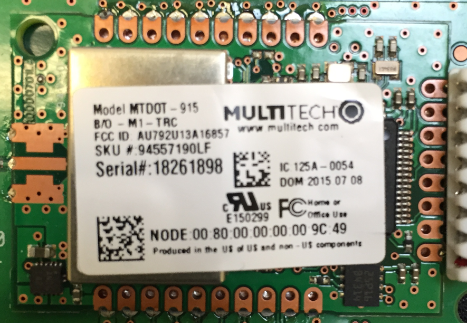 Model MTDOT - 915
B/O - M1 - TRC
FCC ID. AU792U13A16857
SKU #:94557190LF
Serial#:18261898
MULTITECH
www multitech com
IC 125A - 0054
DOM 2015 07 08
C US
E150299
FC Home or
Office Use
NODE:00 80:00 00:00 00 9C 49
Produced in the US of US and non - US components